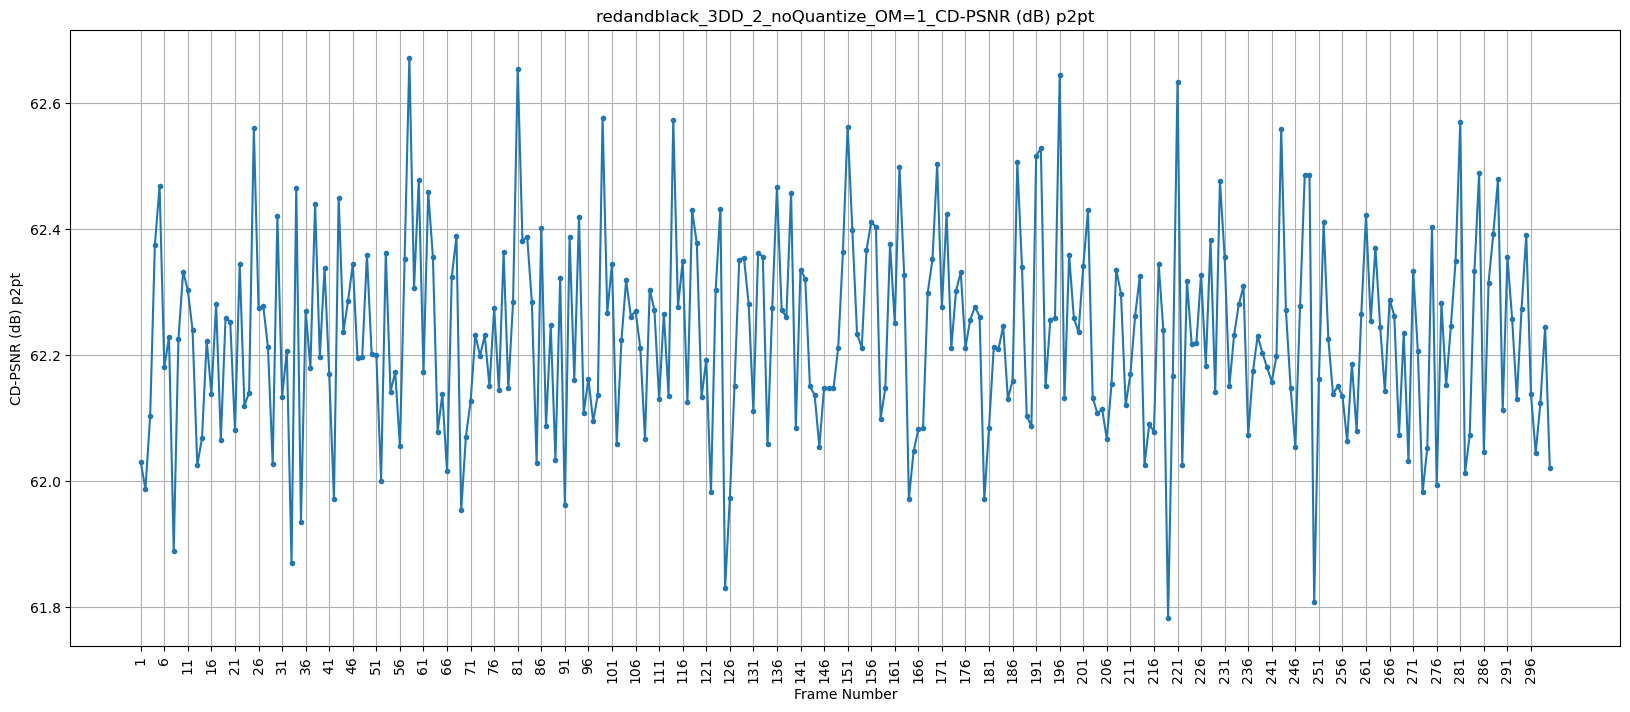 redandblack_3DD_2_noQuantize_OM=1_CD-PSNR (dB) p2pt
CD-PSNR (dB) p2pt
62.6
62.4
62.2
62.0
61.8
1 6 11 16 21 26 31 36 41 46 51 56 61 66 71 76 81 86 91 96 101 106 111 116 121 126 131 136 141 146 151 156 161 166 171 176 181 186 191 196 201 206 211 216 221 226 231 236 241 246 251 256 261 266 271 276 281 286 291 296
Frame Number